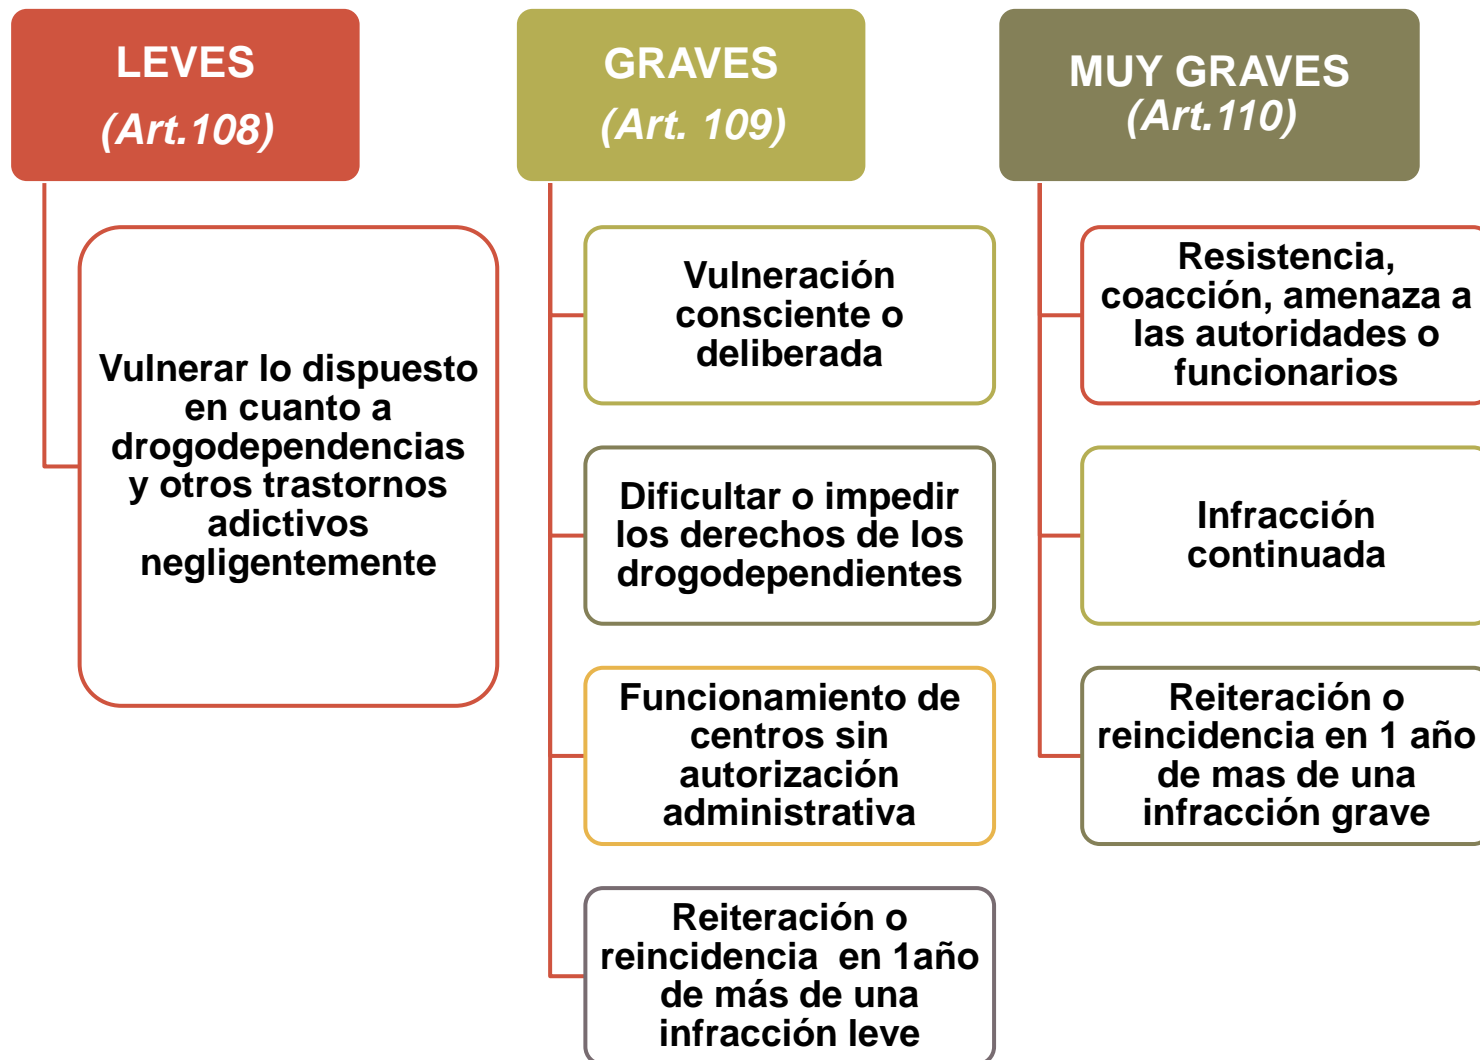 LEVES
(Art.108)
Vulnerar lo dispuesto
en cuanto a
drogodependencias
y otros trastornos
adictivos
negligentemente
GRAVES
(Art. 109)
Vulneración
consciente o
deliberada
Dificultar o impedir
los derechos de los
drogodependientes
Funcionamiento de
centros sin
autorización
administrativa
Reiteración o
reincidencia en 1año
de más de una
infracción leve
MUY GRAVES
(Art.110)
Resistencia,
coacción, amenaza a
las autoridades o
funcionarios
Infracción
continuada
Reiteración o
reincidencia en 1 año
de mas de una
infracción grave